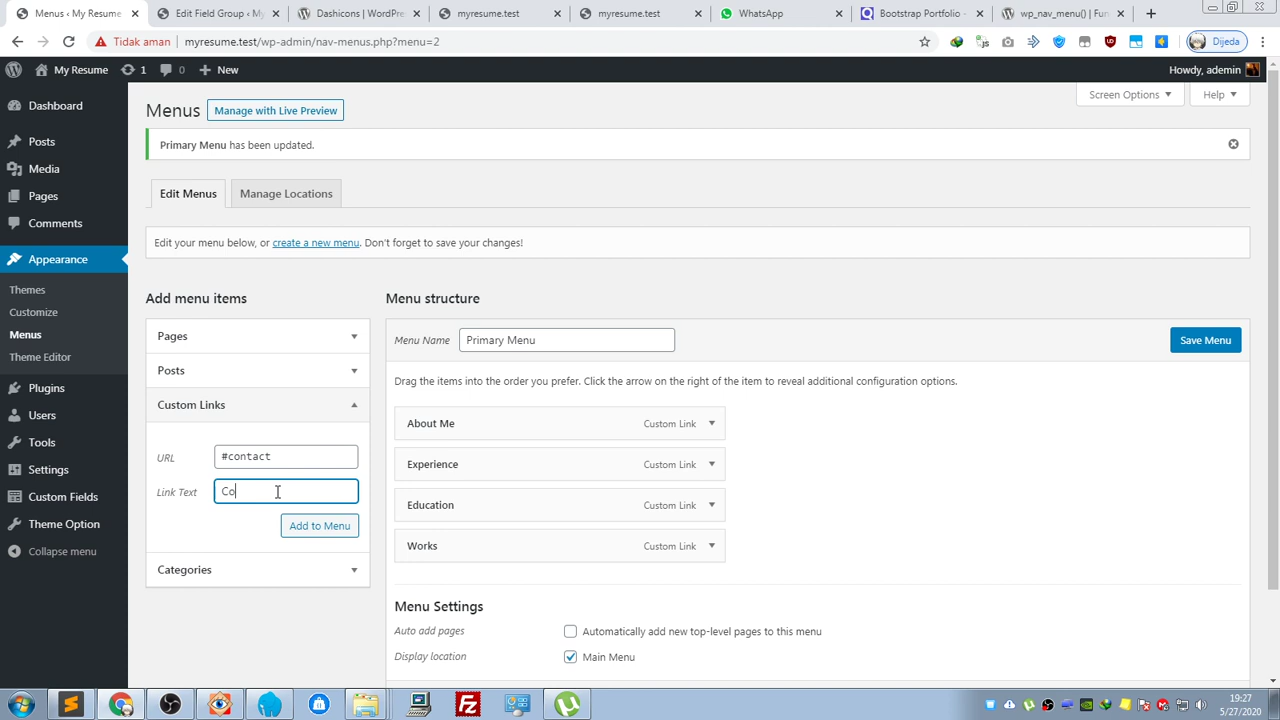 Menus ‹ My Resume
Edit Field Group ‹ My
Dashicons | WordPre
myresume.test
myresume.test
WhatsApp
Bootstrap Portfolio -
wp_nav_menu() | Fun
Tidak aman
myresume.test/wp-admin/nav-menus.php?menu=2
Dijeda
My Resume
1
0
New
Howdy, ademin
Dashboard
Posts
Media
Pages
Comments
Appearance
Themes
Customize
Menus
Theme Editor
Plugins
Users
Tools
Settings
Custom Fields
Theme Option
Collapse menu
Menus
Manage with Live Preview
Screen Options
Help
Primary Menu has been updated.
Edit Menus
Manage Locations
Edit your menu below, or create a new menu. Don't forget to save your changes!
Add menu items
Pages
Posts
Custom Links
URL
#contact
Link Text
Co
Add to Menu
Categories
Menu structure
Menu Name
Primary Menu
Save Menu
Drag the items into the order you prefer. Click the arrow on the right of the item to reveal additional configuration options.
About Me
Custom Link
Experience
Custom Link
Education
Custom Link
Works
Custom Link
Menu Settings
Auto add pages
Automatically add new top-level pages to this menu
Display location
Main Menu
19:27
5/27/2020